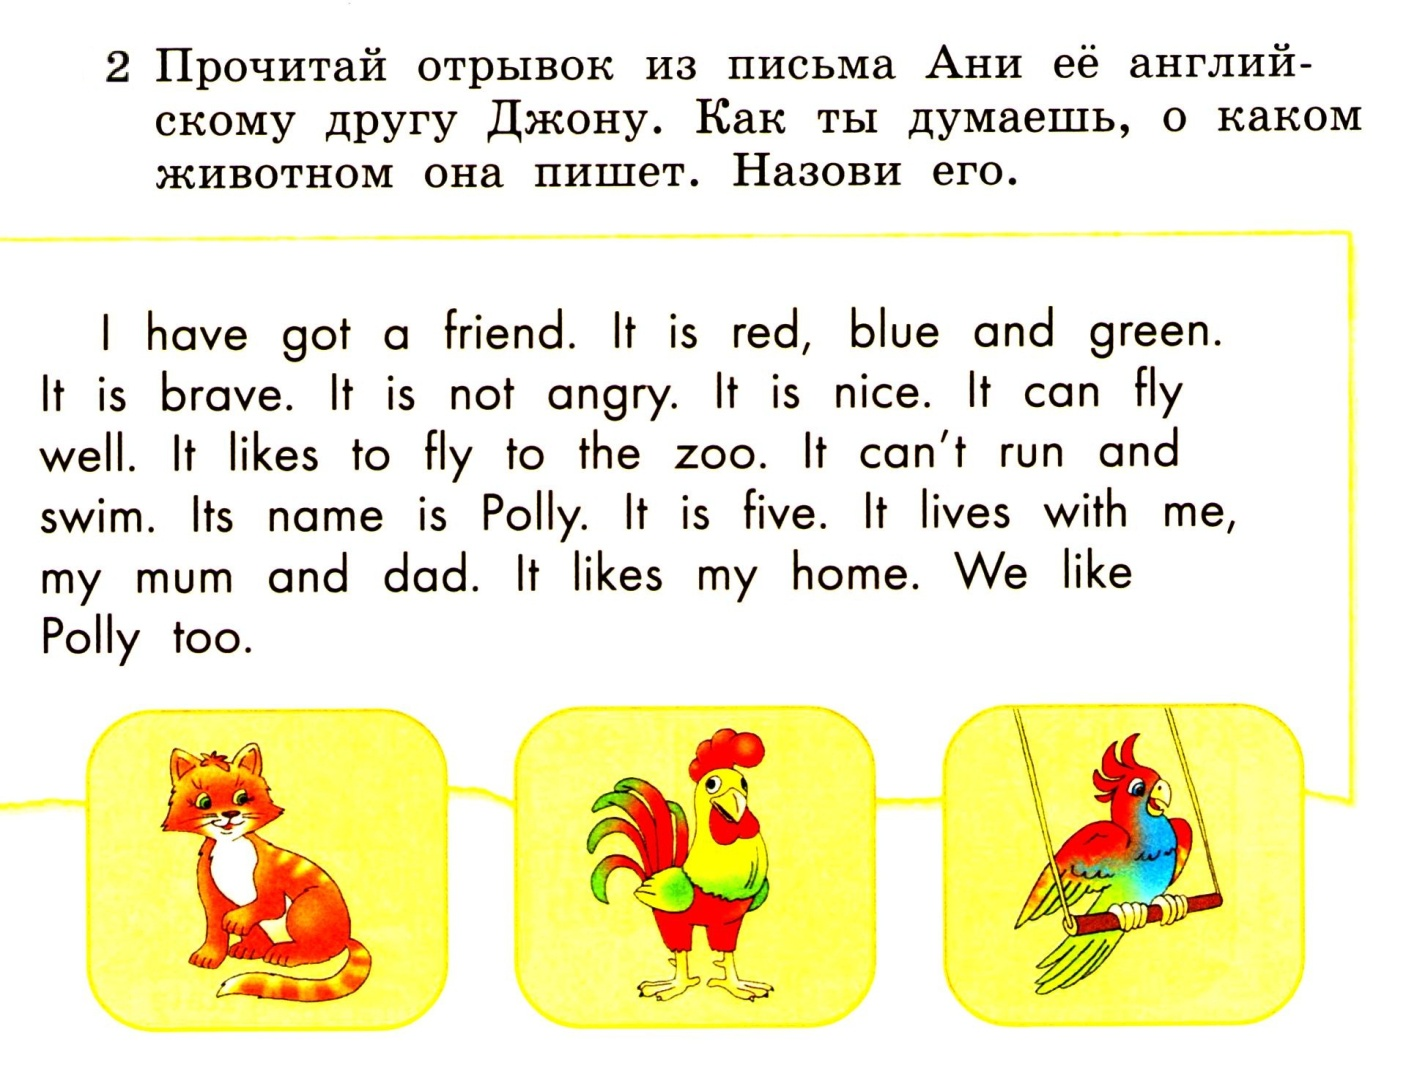 2 Прочитай отрывок из письма Ани её англий-
скому другу Джону. Как ты думаешь, о каком
животном она пишет. Назови его.
I have got a friend. It is red, blue and green.
It is brave. It is not angry. It is nice. It can fly
well. It likes to fly to the zoo. It can't run and
swim. Its name is Polly. It is five. It lives with me,
my mum and dad. It likes my home. We like
Polly too.